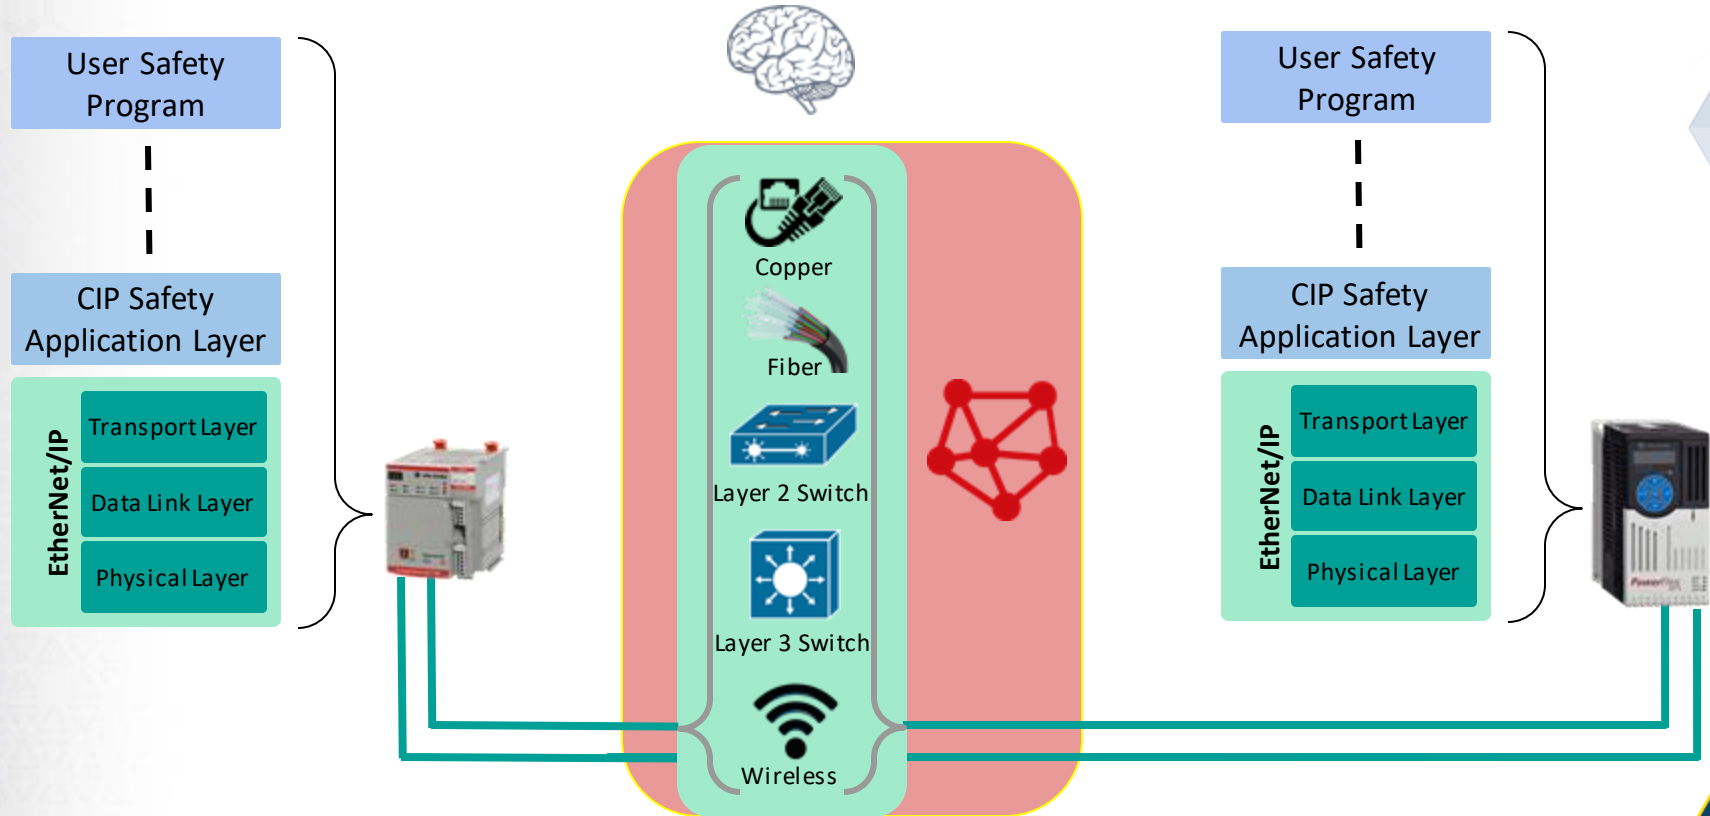 User Safety
Program
CIP Safety
Application Layer
EtherNet/IP
Transport Layer
Data Link Layer
Physical Layer
Copper
Fiber
Layer 2 Switch
Layer 3 Switch
Wireless
User Safety
Program
CIP Safety
Application Layer
EtherNet/IP
Transport Layer
Data Link Layer
Physical Layer
PowerFlex